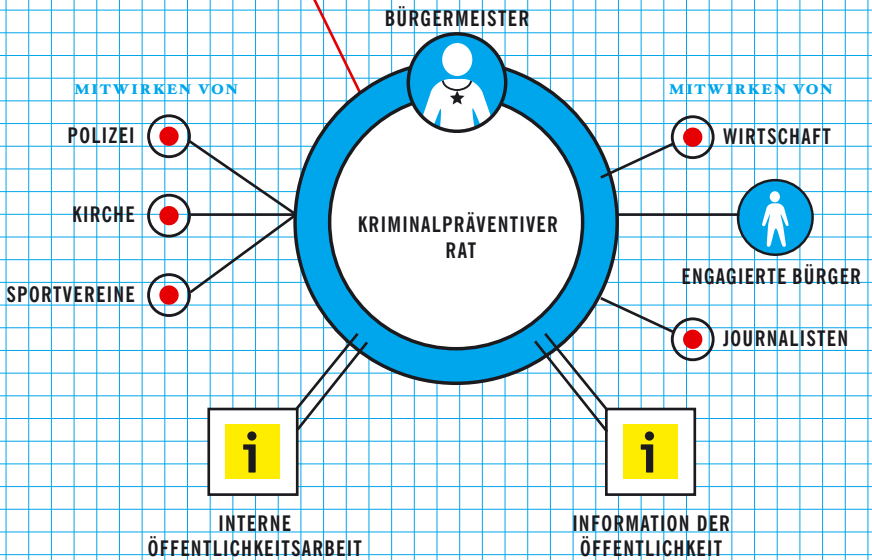 BÜRGERMEISTER
MITWIRKEN VON
POLIZEI
KIRCHE
SPORTVEREINE
KRIMINALPRÄVENTIVER
RAT
MITWIRKEN VON
WIRTSCHAFT
ENGAGIERTE BÜRGER
JOURNALISTEN
i
INTERNE
ÖFFENTLICHKEITSARBEIT
i
INFORMATION DER
ÖFFENTLICHKEIT